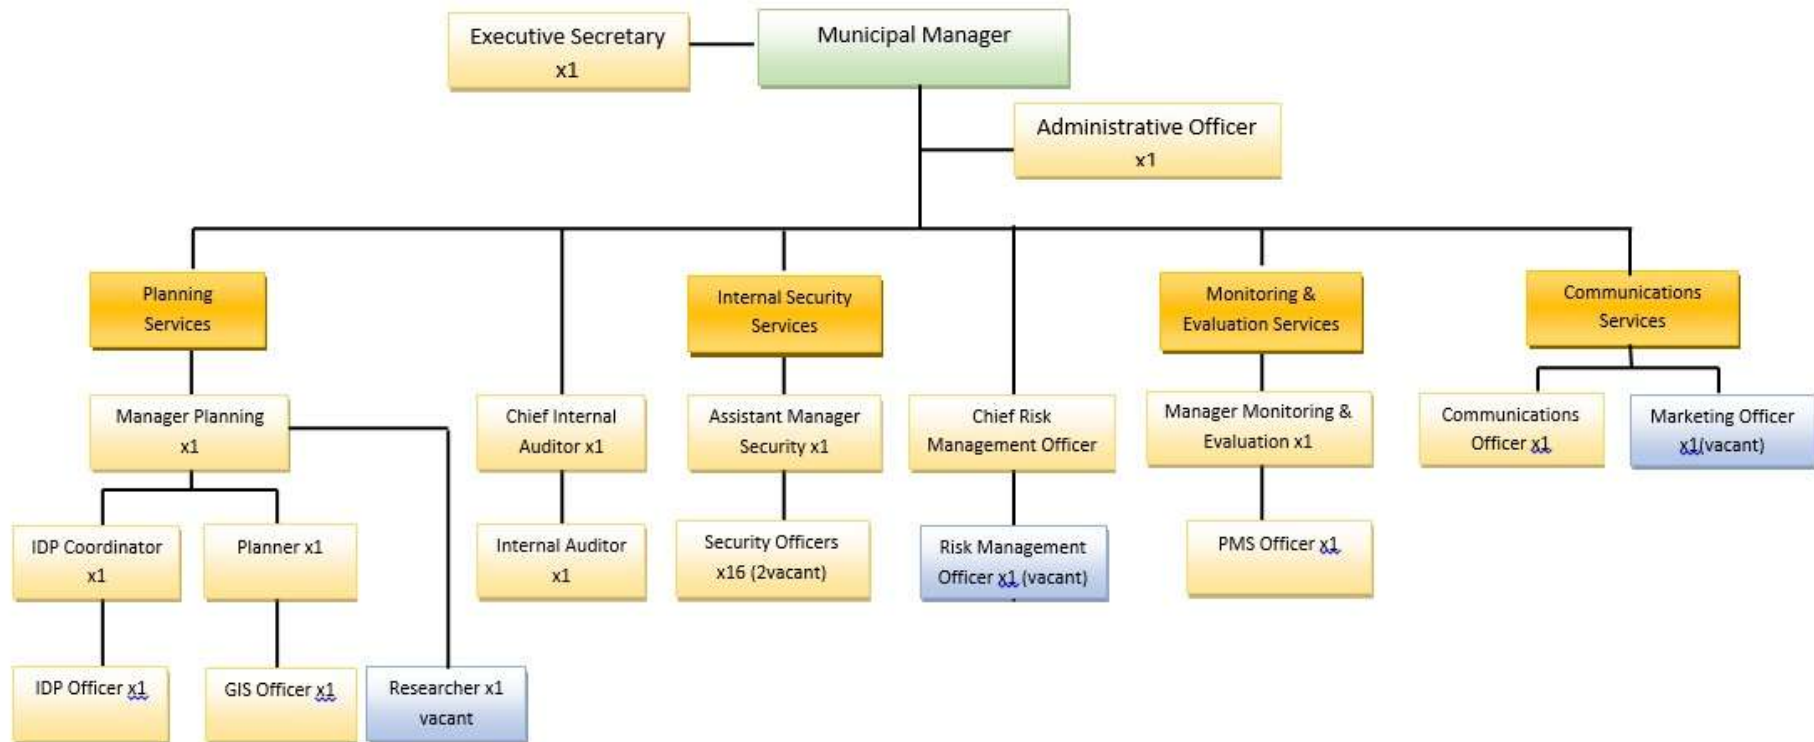 Executive Secretary
x1
Municipal Manager
Administrative Officer
x1
Planning
Services
Internal Security
Services
Monitoring &
Evaluation Services
Communications
Services
Manager Planning
x1
Chief Internal
Auditor x1
Assistant Manager
Security x1
Chief Risk
Management Officer
Manager Monitoring &
Evaluation x1
Communications
Officer x1
Marketing Officer
x1(vacant)
IDP Coordinator
x1
Planner x1
Internal Auditor
x1
Security Officers
x16 (2vacant)
Risk Management
Officer x1 (vacant)
PMS Officer x1
IDP Officer x1
GIS Officer x1
Researcher x1
vacant